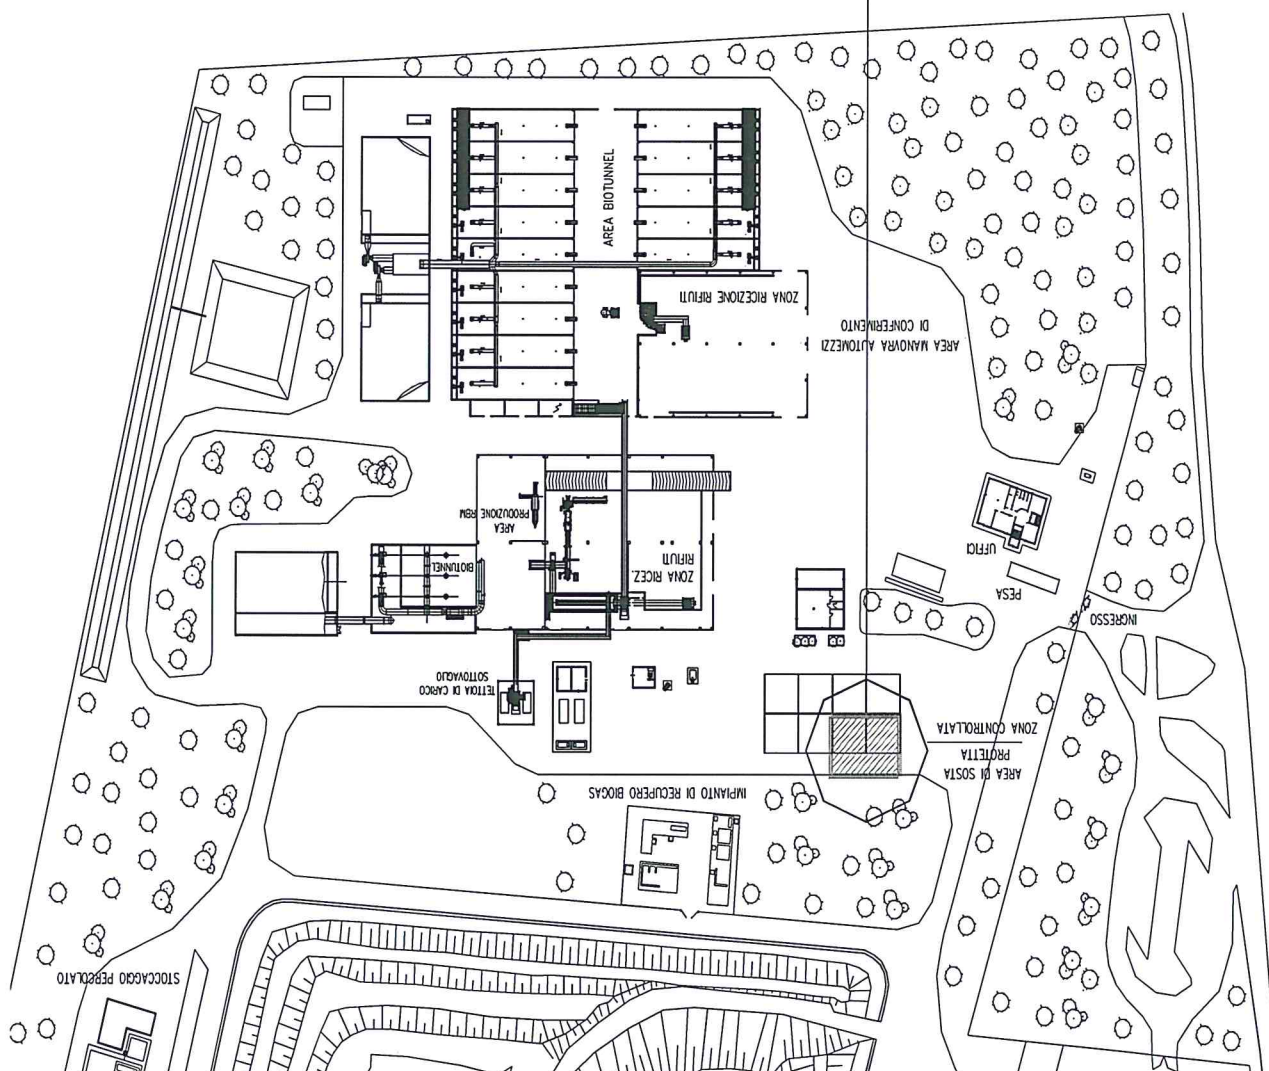 AREA BIOTUNNEL
ZONA RICEZIONE RIFIUTI
AREA MANOVRA AUTOMEZZI
DI CONFERIMENTO
AREA
PRODUZIONE RBM
BIOTUNNEL
ZONA RICEZ.
RIFIUTI
UFFICI
PESA
INGRESSO
TETTOIA DI CARICO
SOTTOVAGLIO
AREA DI SOSTA
PROTETTA
ZONA CONTROLLATA
IMPIANTO DI RECUPERO BIOGAS
STOCCAGGIO PERCOLATO